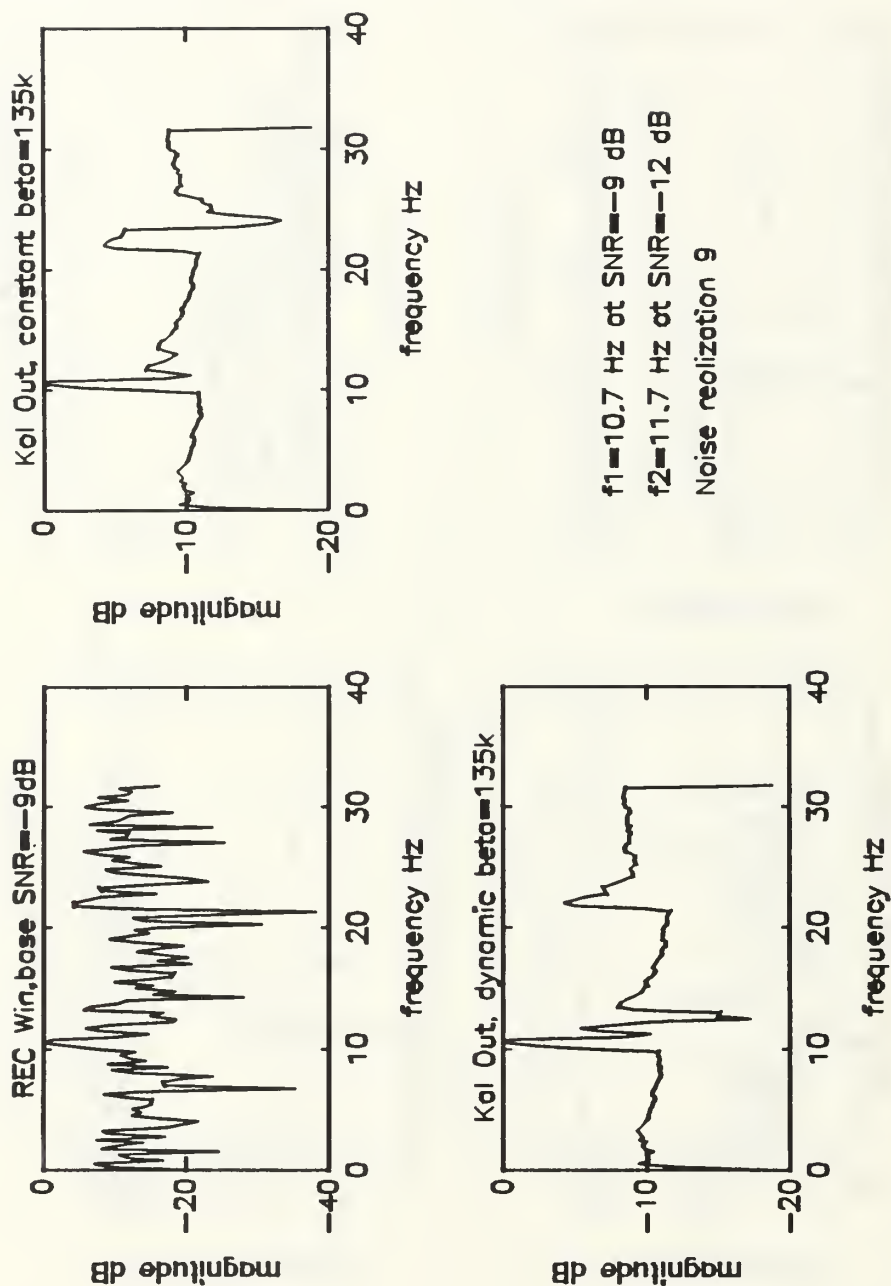 REC Win,base SNR=-9dB
0
-20
-40
magnitude dB
0
10
20
30
40
frequency Hz
Kal Out, constant beta=135k
0
-10
-20
magnitude dB
0
10
20
30
40
frequency Hz
Kal Out, dynamic beta=135k
0
-10
-20
magnitude dB
0
10
20
30
40
frequency Hz
f1=10.7 Hz at SNR=-9 dB
f2=11.7 Hz at SNR=-12 dB
Noise realization 9